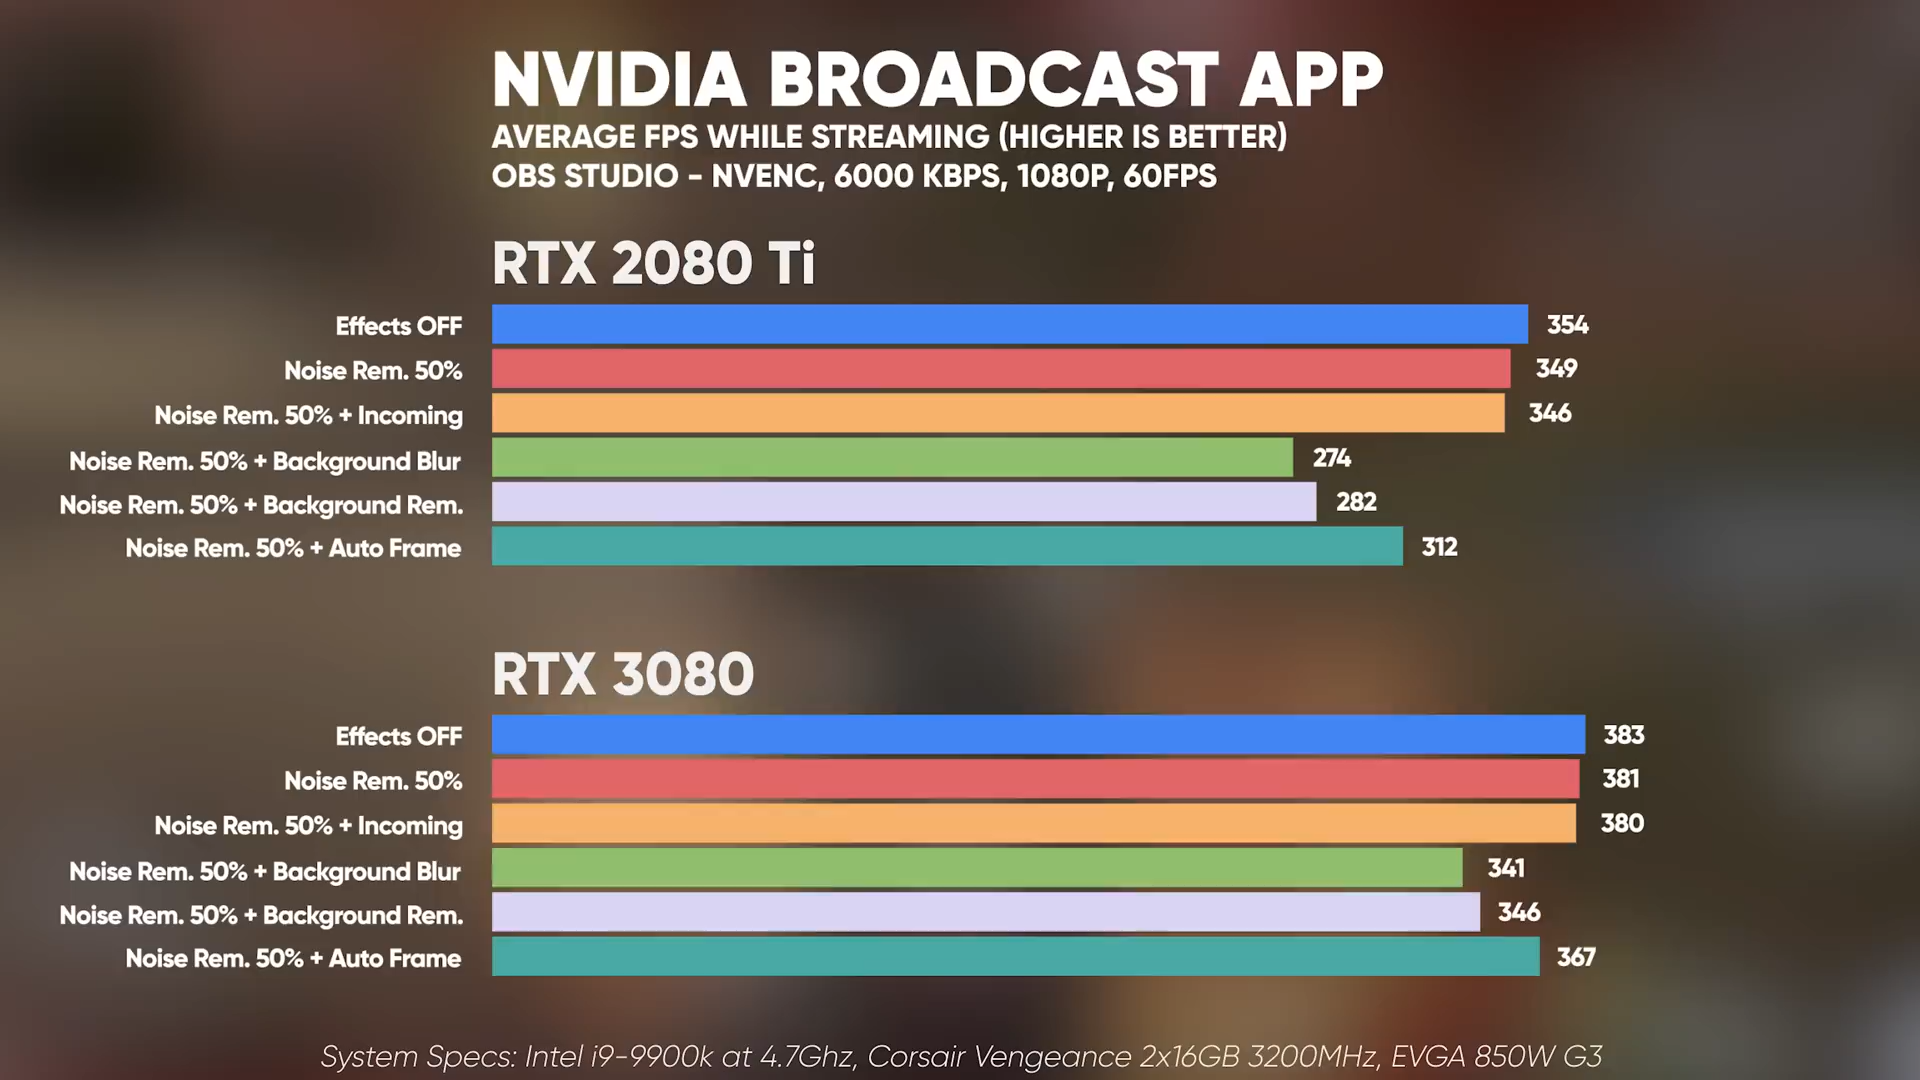 NVIDIA BROADCAST APP
AVERAGE FPS WHILE STREAMING (HIGHER IS BETTER)
OBS STUDIO - NVENC, 6000 KBPS, 1080P, 60FPS
RTX 2080 Ti
Effects OFF 354
Noise Rem. 50% 349
Noise Rem. 50% + Incoming 346
Noise Rem. 50% + Background Blur 274
Noise Rem. 50% + Background Rem. 282
Noise Rem. 50% + Auto Frame 312
RTX 3080
Effects OFF 383
Noise Rem. 50% 381
Noise Rem. 50% + Incoming 380
Noise Rem. 50% + Background Blur 341
Noise Rem. 50% + Background Rem. 346
Noise Rem. 50% + Auto Frame 367
System Specs: Intel i9-9900k at 4.7Ghz, Corsair Vengeance 2x16GB 3200MHz, EVGA 850W G3